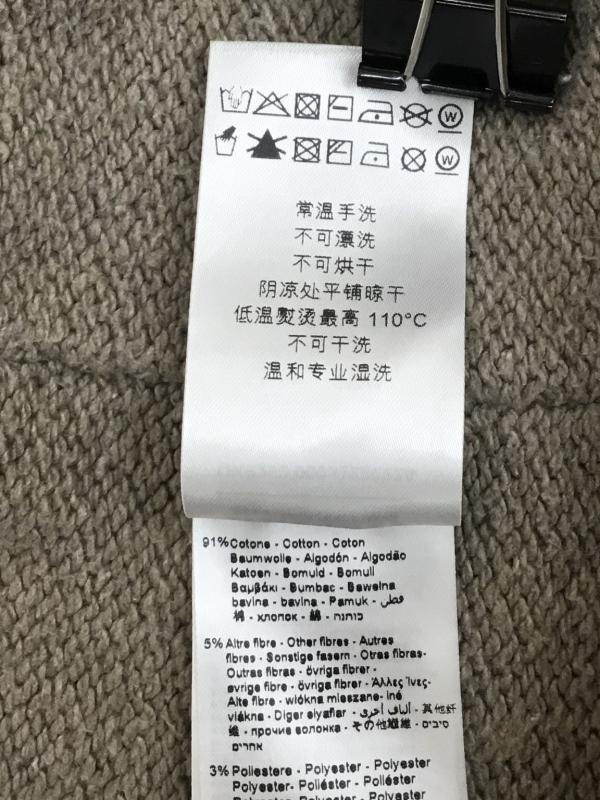 常温手洗
不可漂洗
不可烘干
阴凉处平铺晾干
低温熨烫最高 110°C
不可干洗
温和专业湿洗
91% Cotone - Cotton - Coton
Baumwolle - Algodón - Algodão
Katoen - Bomuld - Bomull
Βαμβάκι - Bumbac - Bawełna
bavlna - bavlna - Pamuk - قطن
棉 - хлопок - 綿 - כותנה
5% Altre fibre - Other fibres - Autres
fibres - Sonstige fasern - Otras fibras-
Outras fibras - övriga fibrer -
øvrige fibre - övriga fibrer - Άλλες Ίνες-
Alte fibre - włókna mieszane- iné
vlákna - Diger elyaflar - ألياف أخرى - 其他纤
维 - прочие волокна - その他繊維 - סיבים
אחרים
3% Poliestere - Polyester - Polyester
Polyester- Poliéster - Poliéster